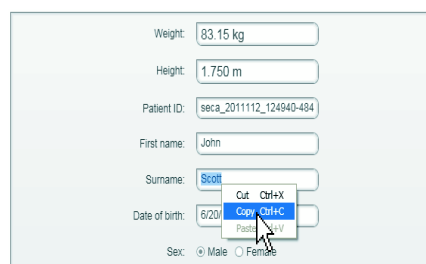 Weight: 83.15 kg
Height: 1.750 m
Patient ID: seca_2011112_124940-484
First name: John
Surname: Scott
Cut Ctrl+X
Date of birth: 6/20/ Copy Ctrl+C
Paste Ctrl+V
Sex: Male Female